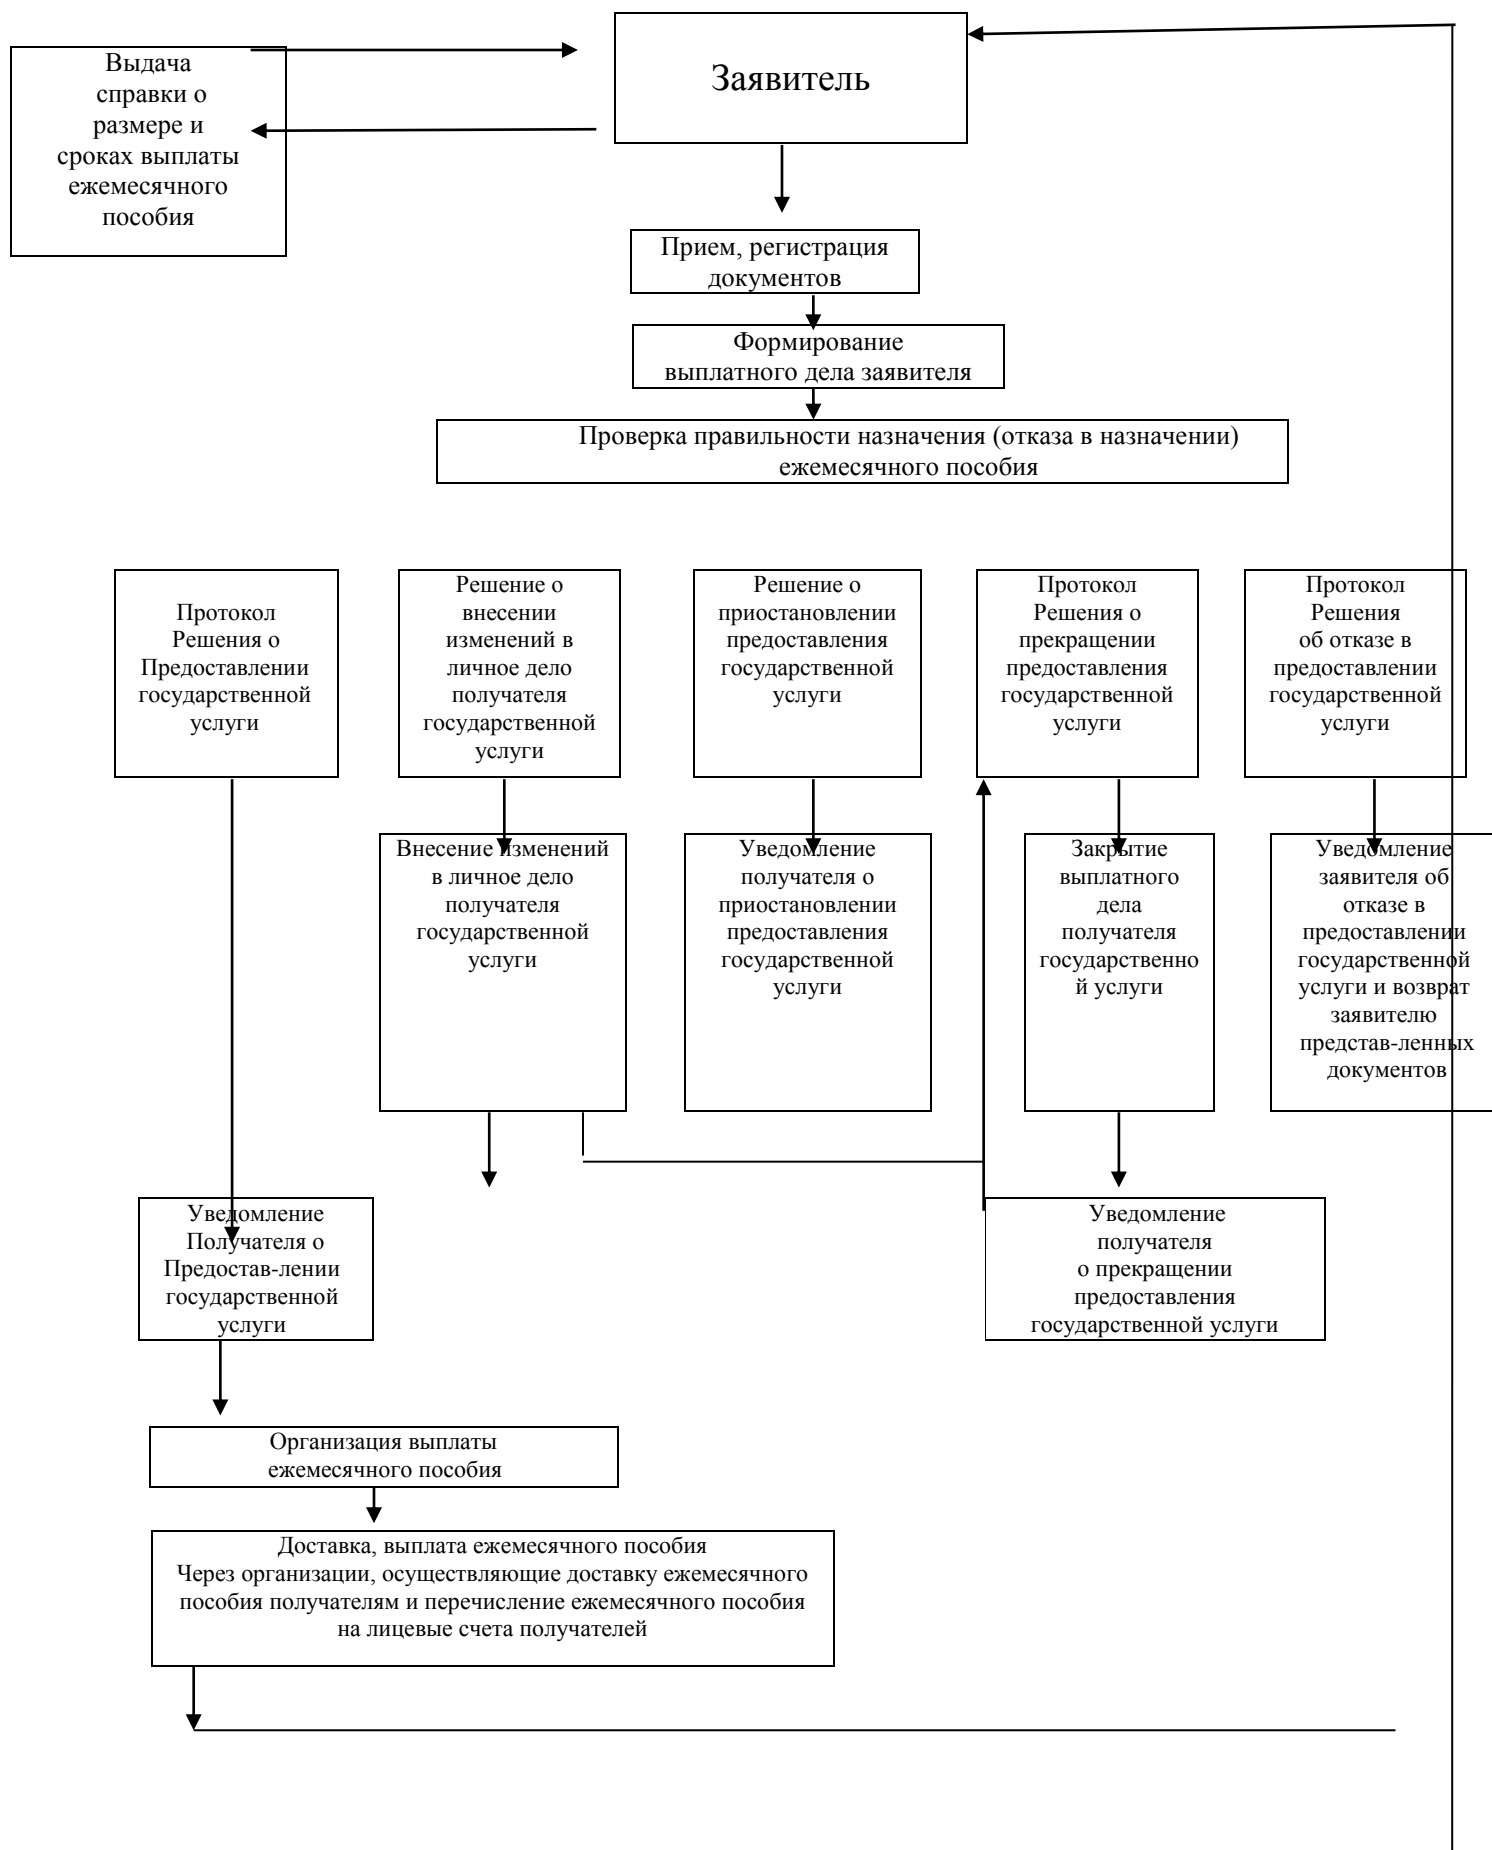 Заявитель
Выдача
справки о
размере и
сроках выплаты
ежемесячного
пособия
Прием, регистрация
документов
Формирование
выплатного дела заявителя
Проверка правильности назначения (отказа в назначении)
ежемесячного пособия
Протокол
Решения о
Предоставлении
государственной
услуги
Решение о
внесении
изменений в
личное дело
получателя
государственной
услуги
Решение о
приостановлении
предоставления
государственной
услуги
Протокол
Решения о
прекращении
предоставления
государственной
услуги
Протокол
Решения
об отказе в
предоставлении
государственной
услуги
Внесение изменений
в личное дело
получателя
государственной
услуги
Уведомление
получателя о
приостановлении
предоставления
государственной
услуги
Закрытие
выплатного
дела
получателя
государственно
й услуги
Уведомление
заявителя об
отказе в
предоставлении
государственной
услуги и возврат
заявителю
представ-ленных
документов
Уведомление
Получателя о
Предостав-лении
государственной
услуги
Уведомление
получателя
о прекращении
предоставления
государственной услуги
Организация выплаты
ежемесячного пособия
Доставка, выплата ежемесячного пособия
Через организации, осуществляющие доставку ежемесячного
пособия получателям и перечисление ежемесячного пособия
на лицевые счета получателей